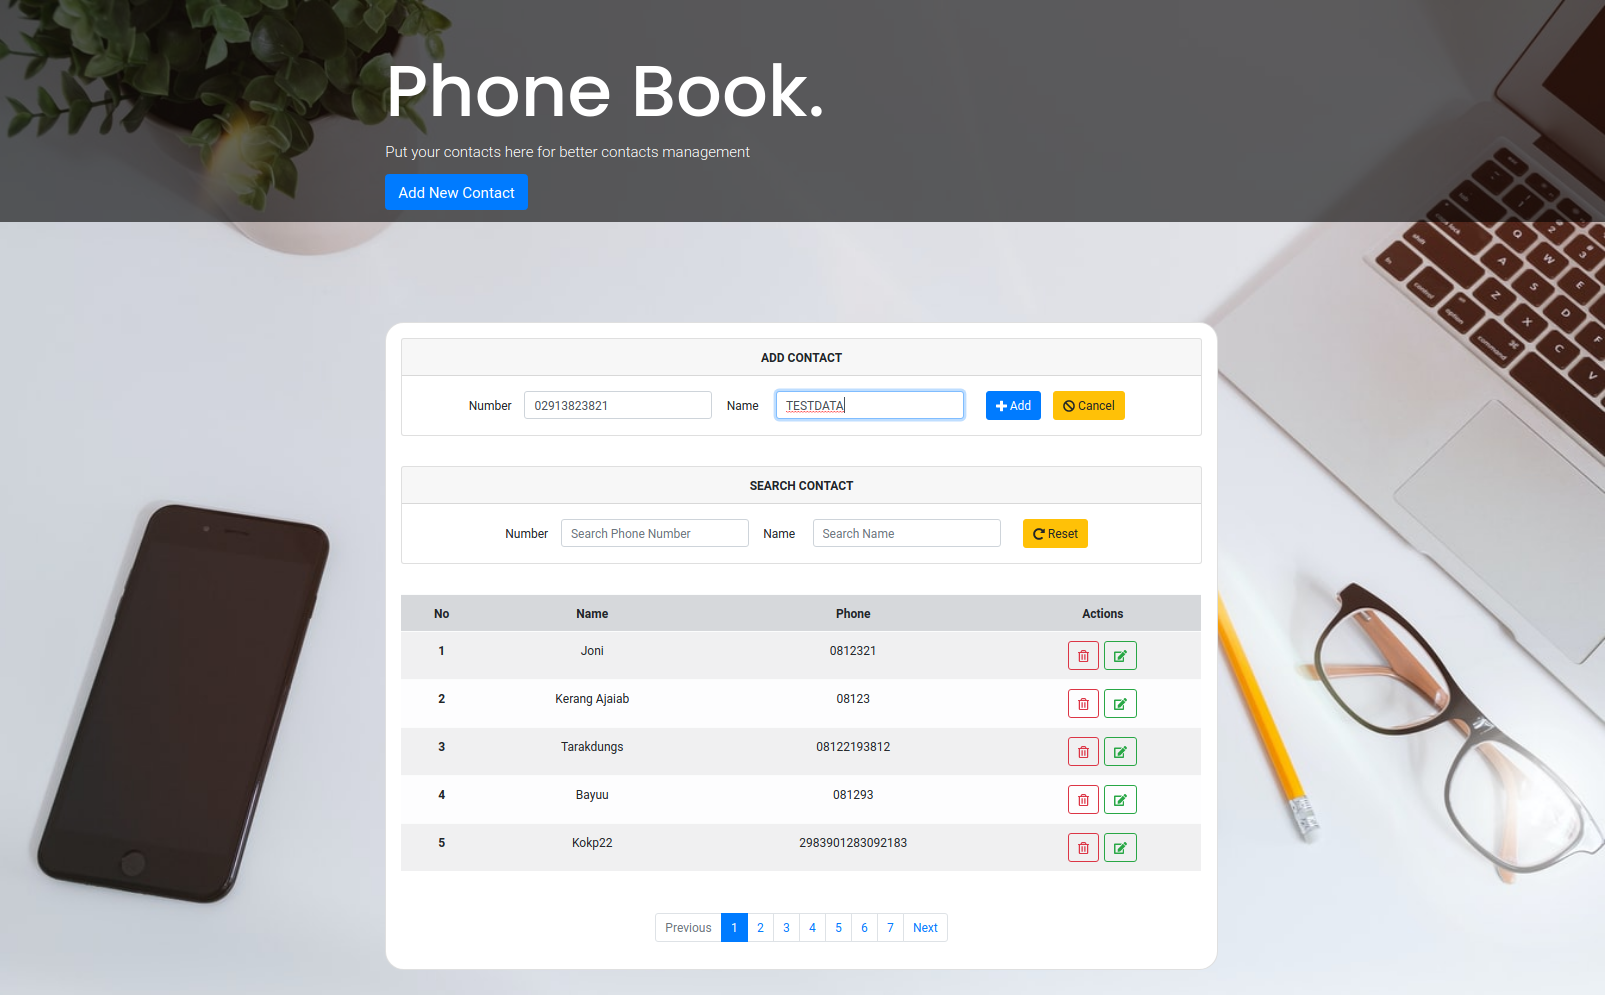 Phone Book.
Put your contacts here for better contacts management
Add New Contact
ADD CONTACT
Number 02913823821 Name TESTDATA Add Cancel
SEARCH CONTACT
Number Search Phone Number Name Search Name Reset
No Name Phone Actions
1 Joni 0812321
2 Kerang Ajaiab 08123
3 Tarakdungs 08122193812
4 Bayuu 081293
5 Kokp22 2983901283092183
Previous 1 2 3 4 5 6 7 Next